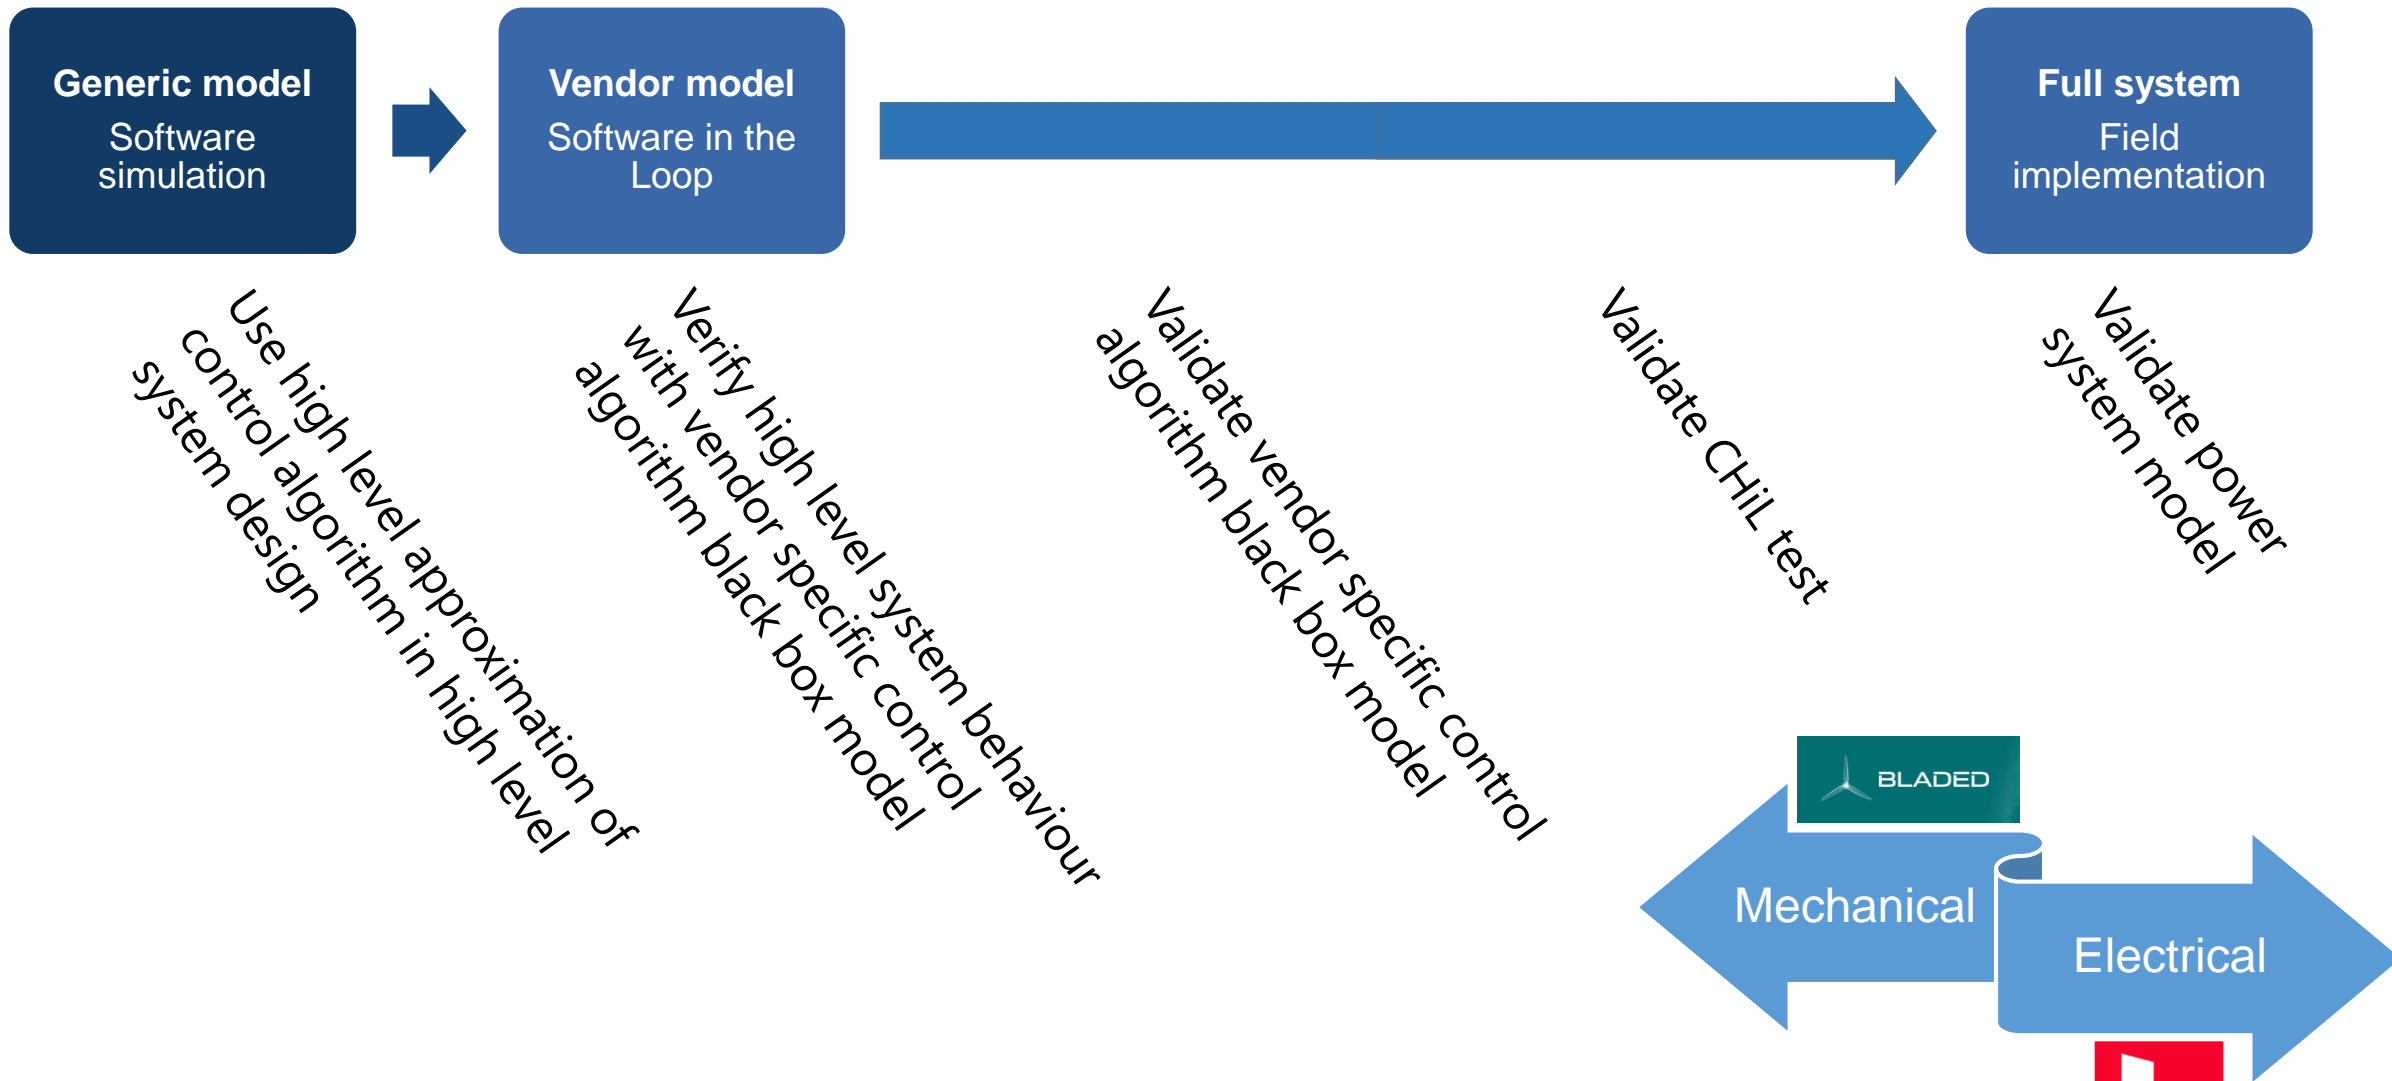 Generic model
Software
simulation
Vendor model
Software in the
Loop
Full system
Field
implementation
Use high level approximation of
control algorithm in high level
system design
Verify high level system behaviour
with vendor specific control
algorithm black box model
Validate vendor specific control
algorithm black box model
Validate CHiL test
Validate power
system model
BLADED
Mechanical
Electrical